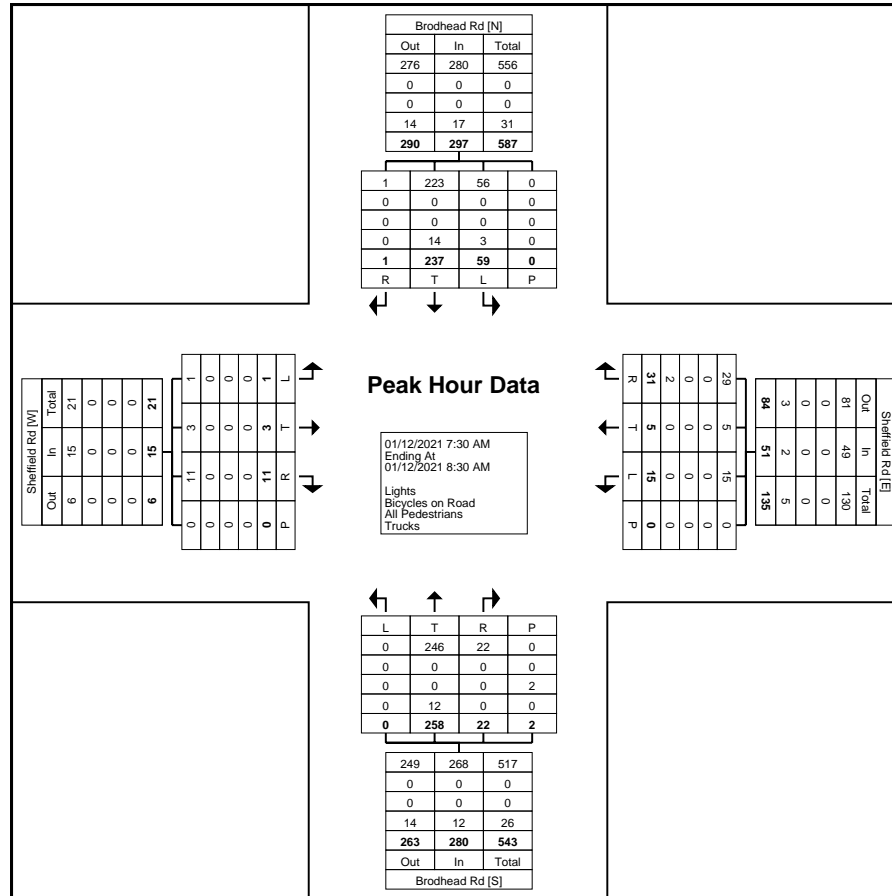 Brodhead Rd [N]
Out In Total
276 280 556
0 0 0
0 0 0
14 17 31
290 297 587
1 223 56 0
0 0 0 0
0 0 0 0
0 14 3 0
1 237 59 0
R T L P
Sheffield Rd [W]
Out In Total
6 15 21
0 0 0
0 0 0
0 0 0
6 15 21
0 11 3 1
0 0 0 0
0 0 0 0
0 0 0 0
0 11 3 1
P R T L
Peak Hour Data
01/12/2021 7:30 AM
Ending At
01/12/2021 8:30 AM
Lights
Bicycles on Road
All Pedestrians
Trucks
Sheffield Rd [E]
Out In Total
81 49 130
0 0 0
0 0 0
3 2 5
84 51 135
29 5 15 0
0 0 0 0
0 0 0 0
2 0 0 0
31 5 15 0
R T L P
L T R P
0 246 22 0
0 0 0 0
0 0 0 2
0 12 0 0
0 258 22 2
249 268 517
0 0 0
0 0 0
14 12 26
263 280 543
Out In Total
Brodhead Rd [S]